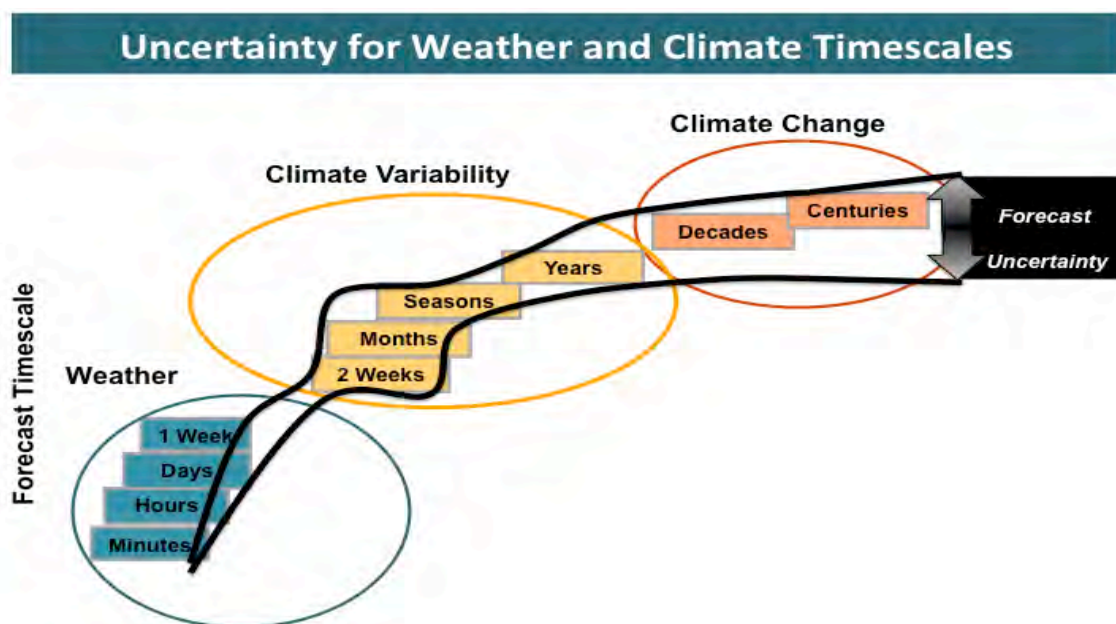 Uncertainty for Weather and Climate Timescales
Climate Change
Climate Variability
Centuries
Forecast
Decades
Uncertainty
Years
Seasons
Months
2 Weeks
Weather
1 Week
Days
Hours
Minutes
Forecast Timescale